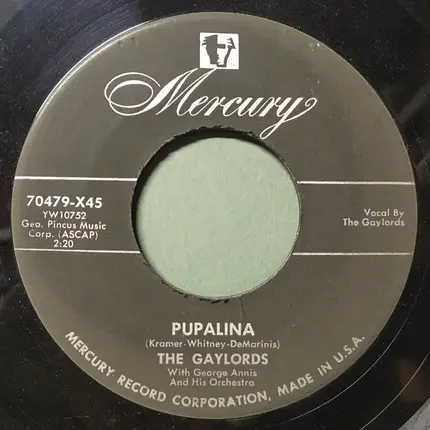 Mercury
70479-X45
YW10752
Geo. Pincus Music
Corp. (ASCAP)
2:20
Vocal By
The Gaylords
PUPALINA
(Kramer-Whitney-DeMarinis)
THE GAYLORDS
With George Annis
And His Orchestra
MERCURY RECORD CORPORATION, MADE IN U.S.A.